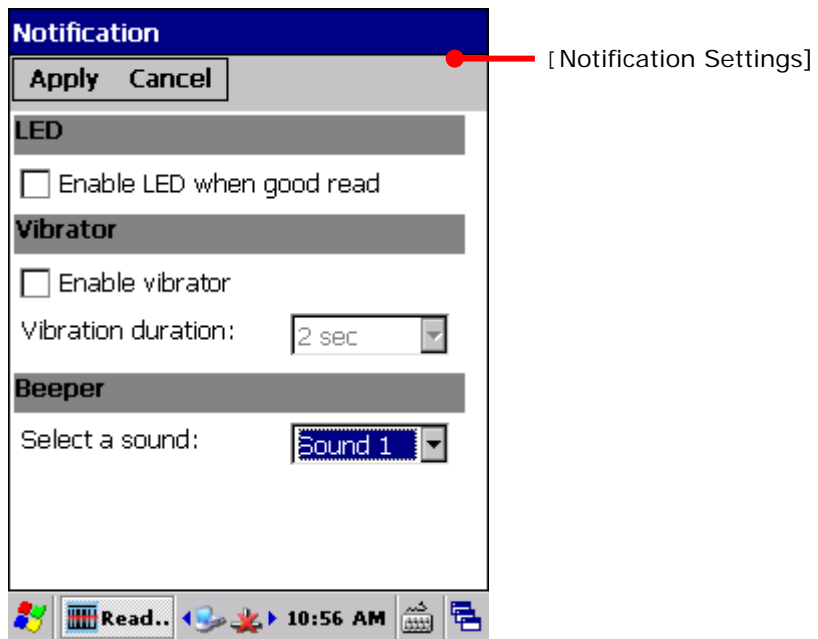 Notification
[Notification Settings]
Apply Cancel
LED
Enable LED when good read
Vibrator
Enable vibrator
Vibration duration: 2 sec
Beeper
Select a sound: Sound 1
Read.. 10:56 AM